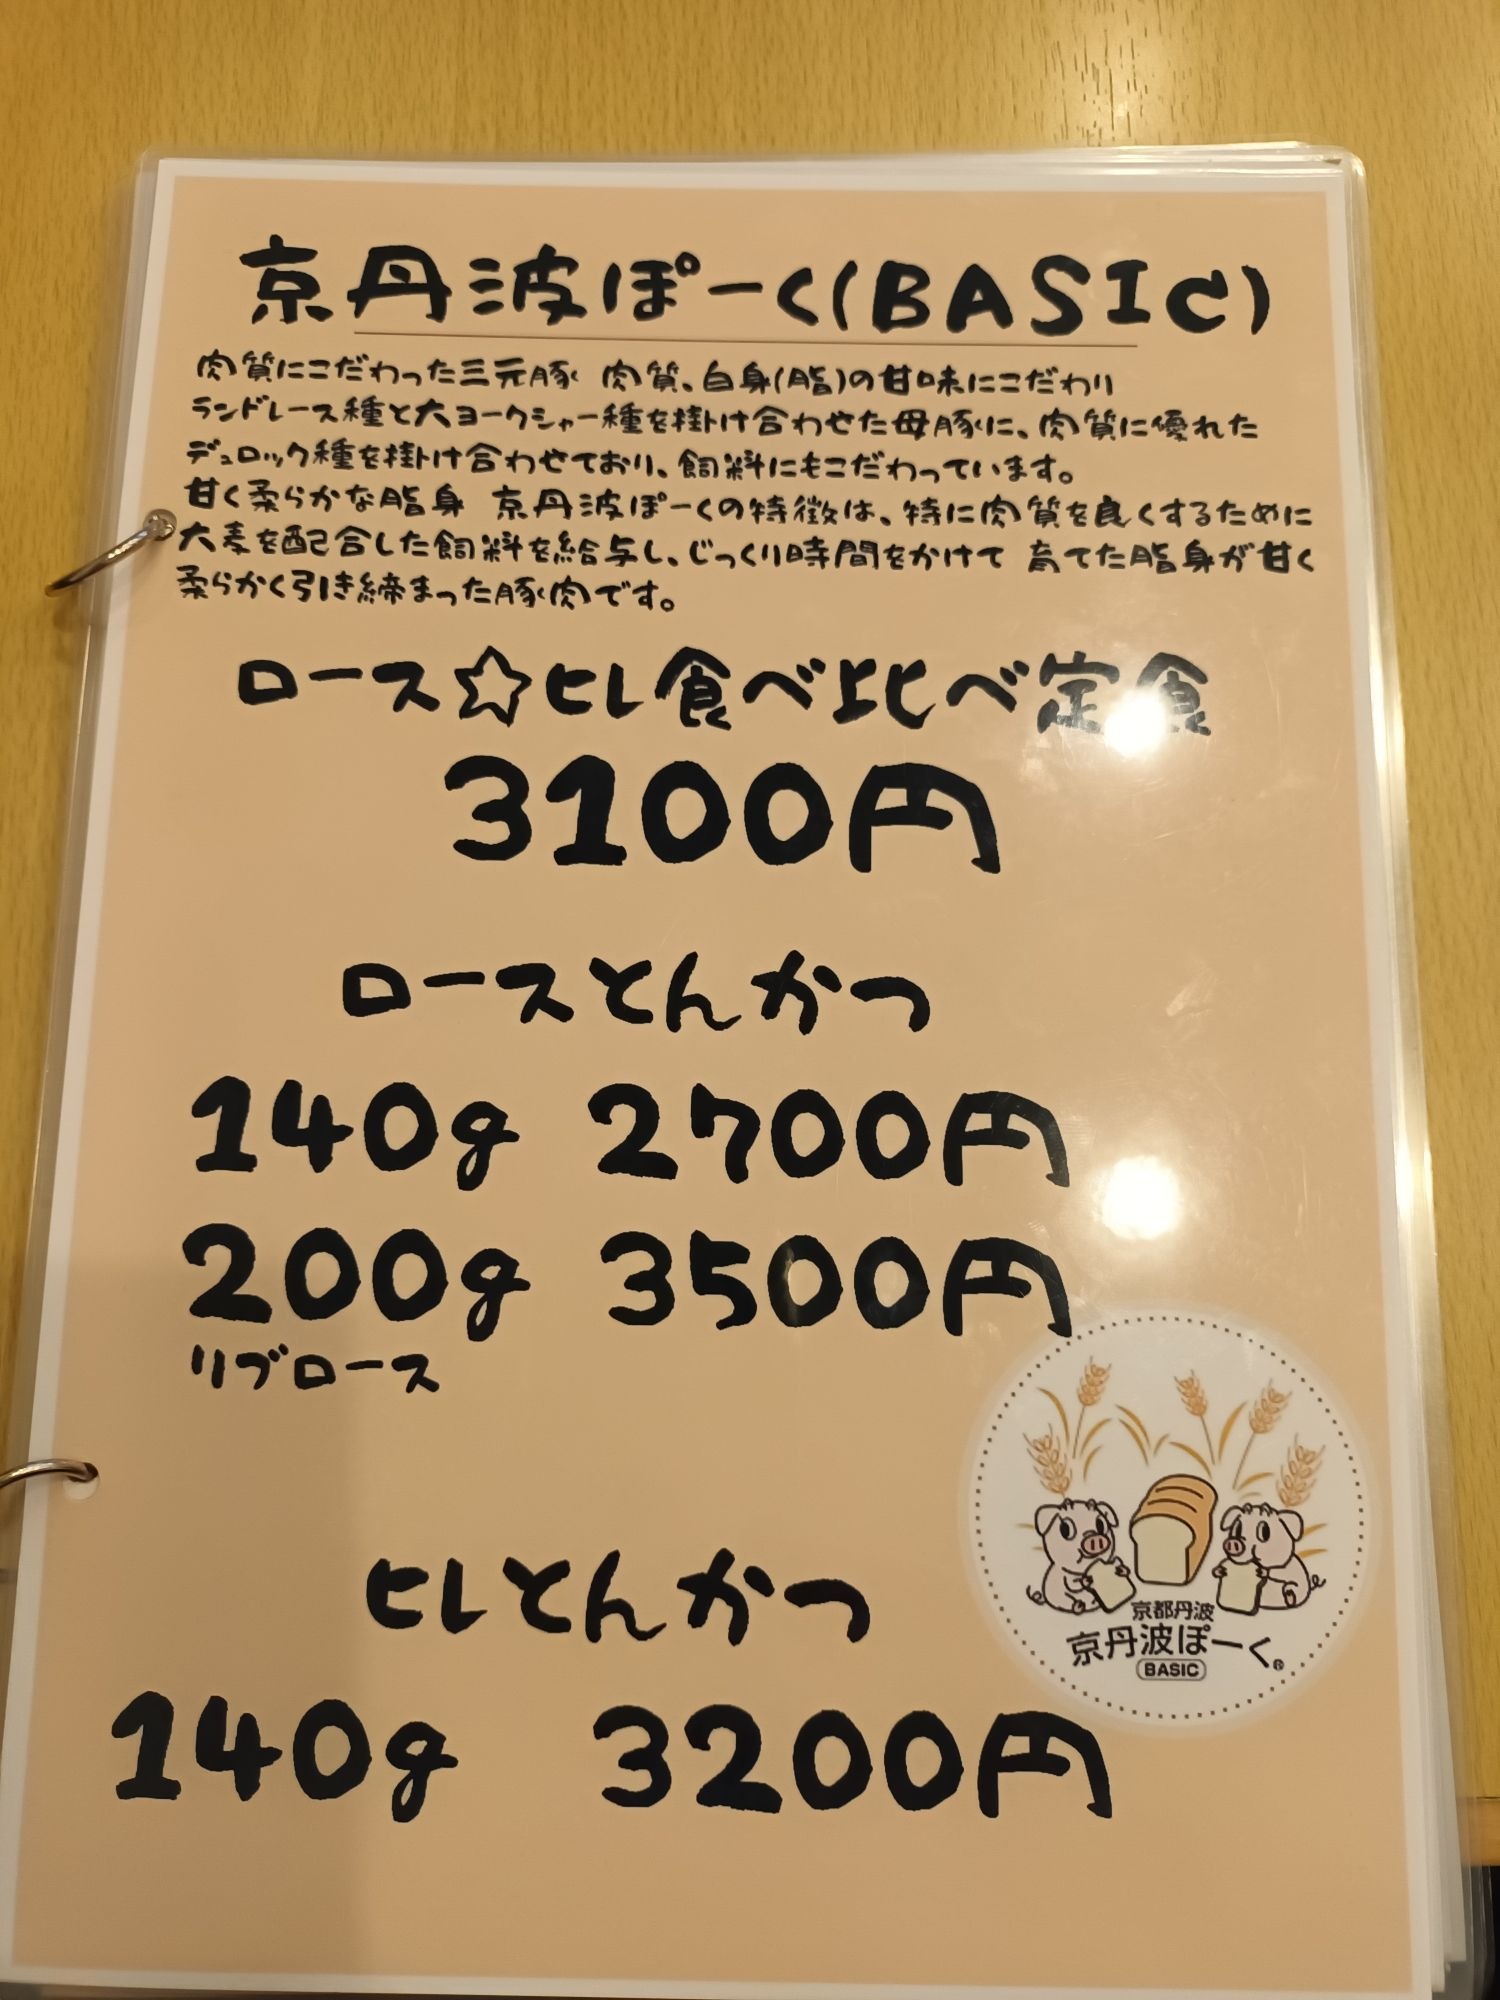 京丹波ぽーく(BASIC)
肉質にこだわった三元豚 肉質、白身(脂)の甘味にこだわり
ランドレース種と大ヨークシャー種を掛け合わせた母豚に、肉質に優れた
デュロック種を掛け合わせており、飼料にもこだわっています。
甘く柔らかな脂身 京丹波ぽーくの特徴は、特に肉質を良くするために
大麦を配合した飼料を給与し、じっくり時間をかけて 育てた脂身が甘く
柔らかく引き締まった豚肉です。
ロース☆ヒレ食べ比べ定食
3100円
ロースとんかつ
140g 2700円
200g 3500円
リブロース
ヒレとんかつ
140g 3200円
京都丹波
京丹波ぽーく®
BASIC